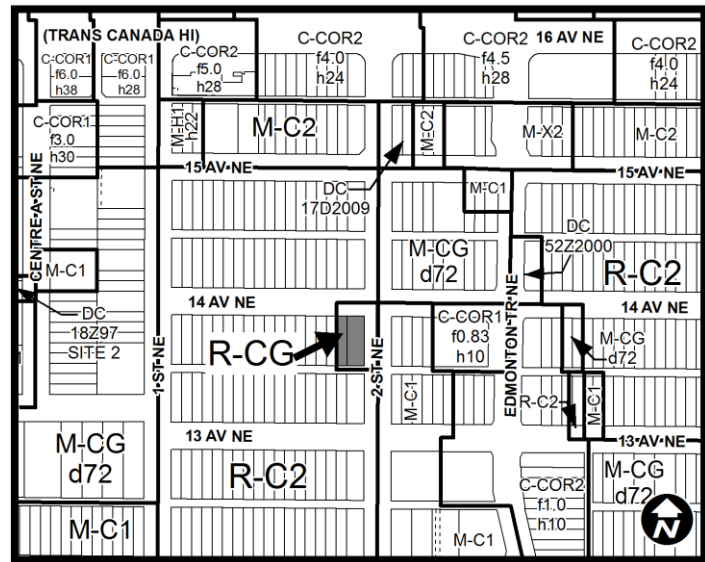 (TRANS CANADA HI)
16 AV NE
C-COR1
f6.0
h38
C-COR1
f6.0
h28
C-COR2
f5.0
h28
C-COR2
f4.0
h24
C-COR2
f4.5
h28
C-COR2
f4.0
h24
C-COR1
f3.0
h30
M-H1
h22
M-C2
M-C2
M-X2
M-C2
15 AV NE
15 AV NE
CENTRE A ST NE
DC
17D2009
M-C1
M-CG
d72
DC
52Z2000
R-C2
M-C1
DC
18Z97
SITE 2
14 AV NE
14 AV NE
1 ST NE
R-CG
2 ST NE
C-COR1
f0.83
h10
EDMONTON TR NE
M-CG
d72
M-C1
R-C2
M-C1
13 AV NE
13 AV NE
M-CG
d72
R-C2
C-COR2
f1.0
h10
M-CG
d72
M-C1
M-C1
N